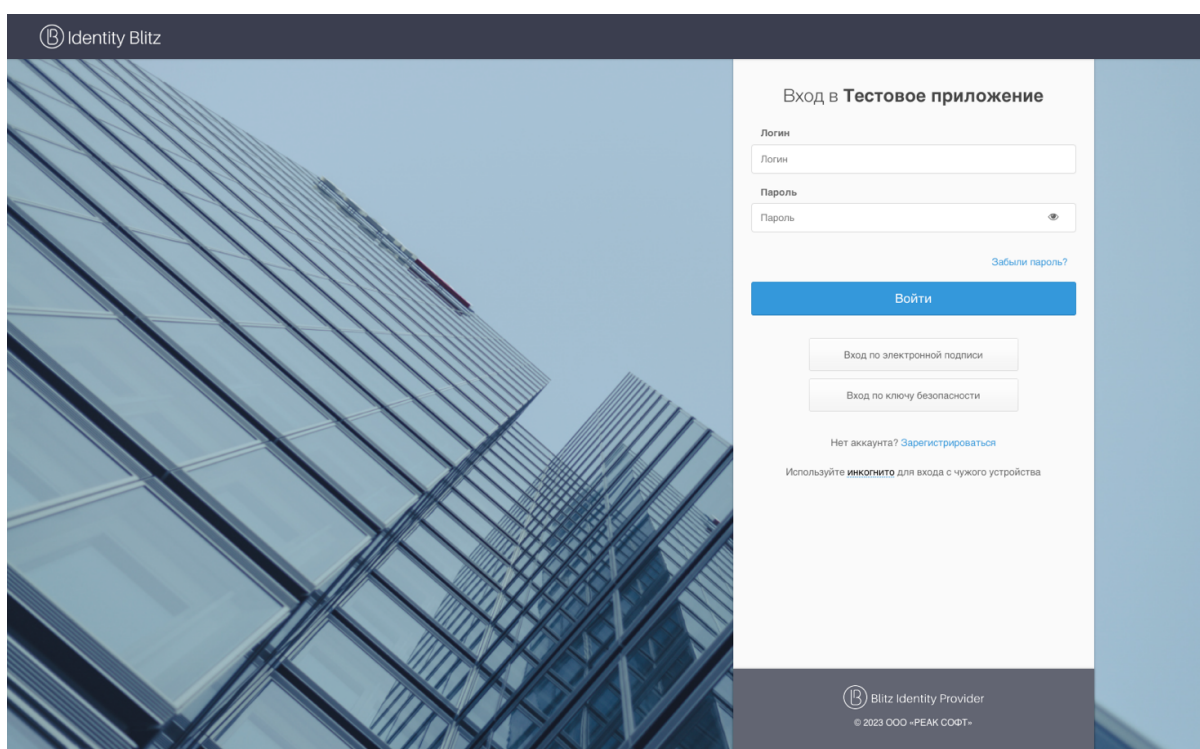 Identity Blitz
Вход в Тестовое приложение
Логин
Логин
Пароль
Пароль
Забыли пароль?
Войти
Вход по электронной подписи
Вход по ключу безопасности
Нет аккаунта? Зарегистрироваться
Используйте инкогнито для входа с чужого устройства
Blitz Identity Provider
© 2023 ООО «РЕАК СОФТ»